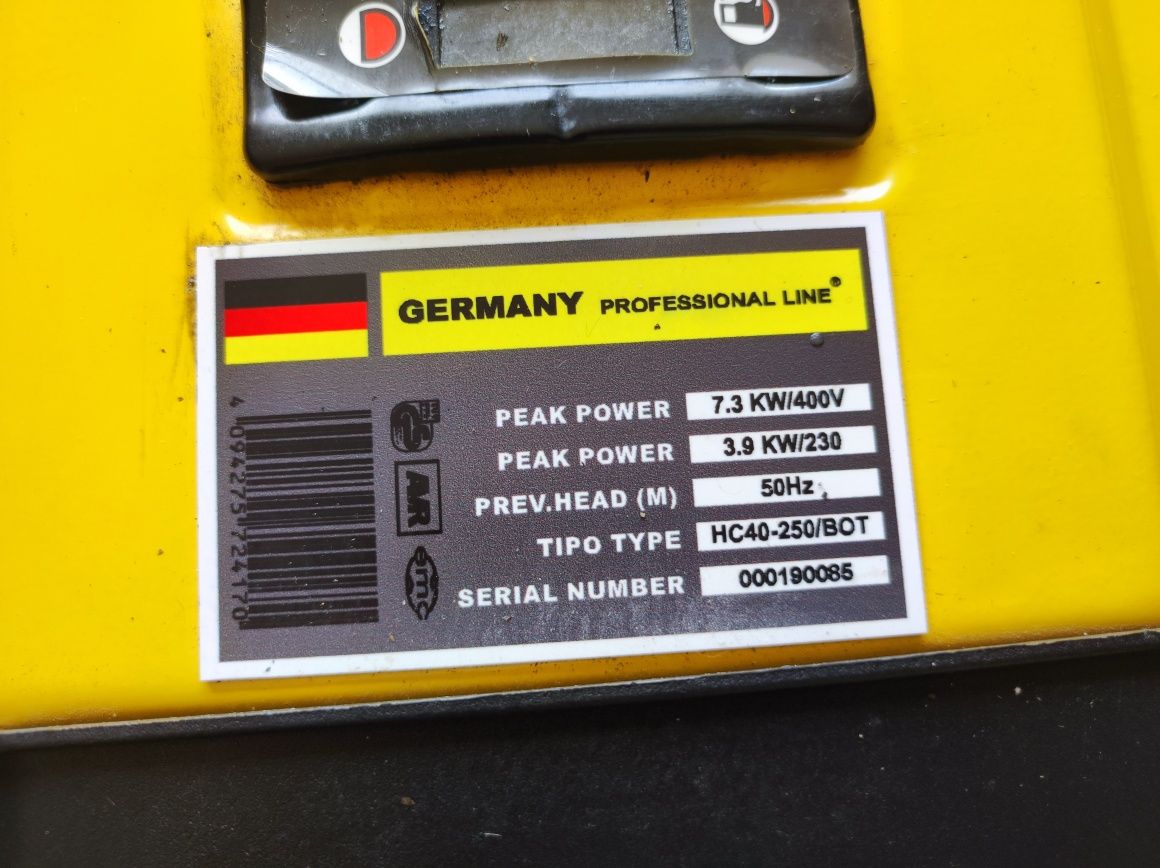 GERMANY PROFESSIONAL LINE®
PEAK POWER 7.3 KW/400V
PEAK POWER 3.9 KW/230
PREV.HEAD (M) 50Hz
TIPO TYPE HC40-250/BOT
SERIAL NUMBER 000190085
4 094275 724170
AR
emc